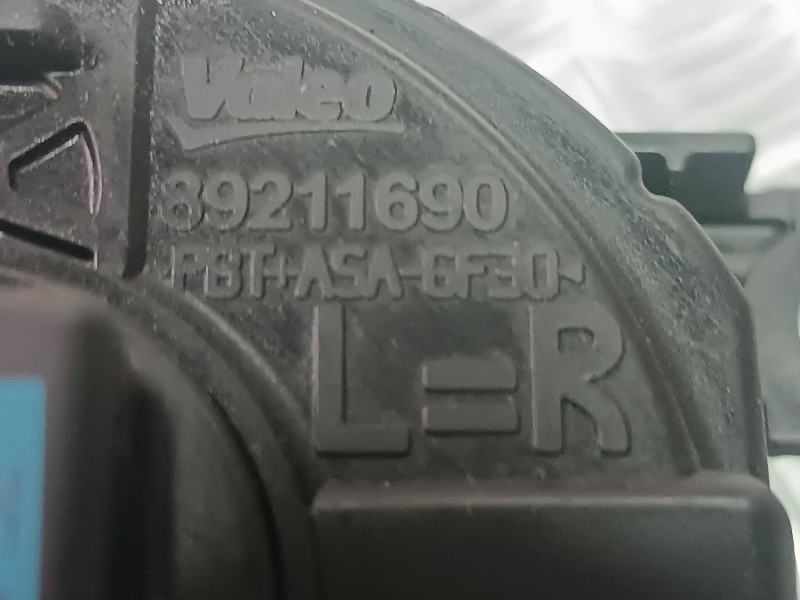 Valeo
89211690
>PBT+ASA-GF30<
L=R